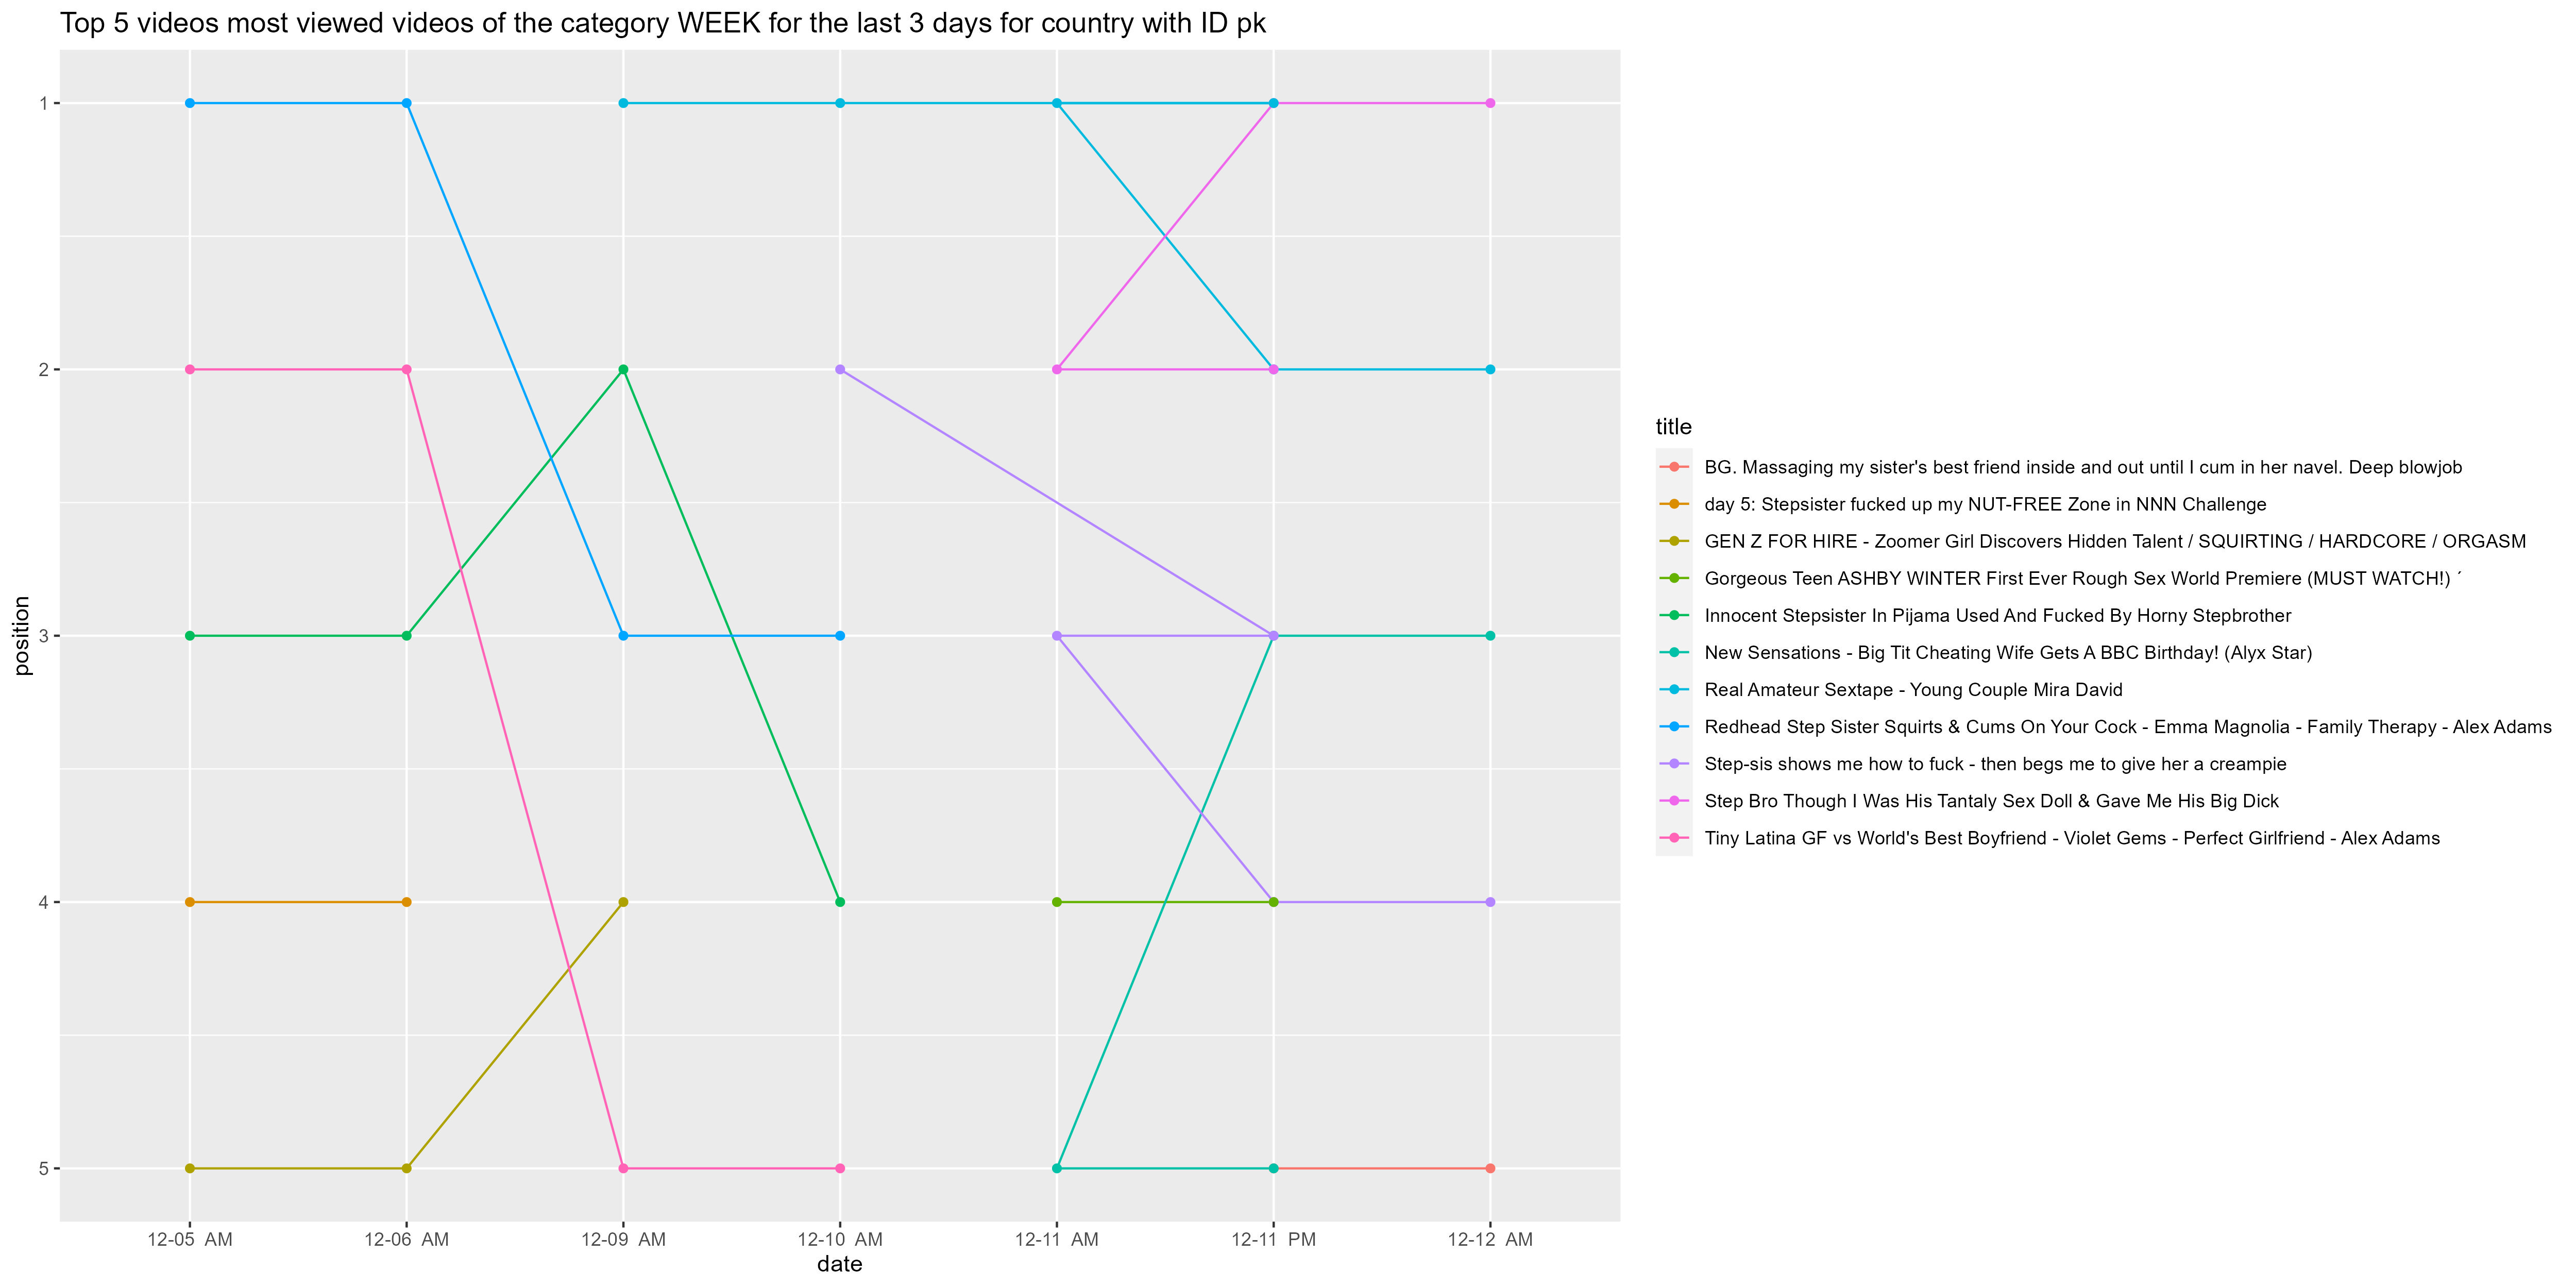 Top 5 videos most viewed videos of the category WEEK for the last 3 days for country with ID pk
position
1
2
3
4
5
12-05 AM
12-06 AM
12-09 AM
12-10 AM
12-11 AM
12-11 PM
12-12 AM
date
title
BG. Massaging my sister's best friend inside and out until I cum in her navel. Deep blowjob
day 5: Stepsister fucked up my NUT-FREE Zone in NNN Challenge
GEN Z FOR HIRE - Zoomer Girl Discovers Hidden Talent / SQUIRTING / HARDCORE / ORGASM
Gorgeous Teen ASHBY WINTER First Ever Rough Sex World Premiere (MUST WATCH!) ´
Innocent Stepsister In Pijama Used And Fucked By Horny Stepbrother
New Sensations - Big Tit Cheating Wife Gets A BBC Birthday! (Alyx Star)
Real Amateur Sextape - Young Couple Mira David
Redhead Step Sister Squirts & Cums On Your Cock - Emma Magnolia - Family Therapy - Alex Adams
Step-sis shows me how to fuck - then begs me to give her a creampie
Step Bro Though I Was His Tantaly Sex Doll & Gave Me His Big Dick
Tiny Latina GF vs World's Best Boyfriend - Violet Gems - Perfect Girlfriend - Alex Adams